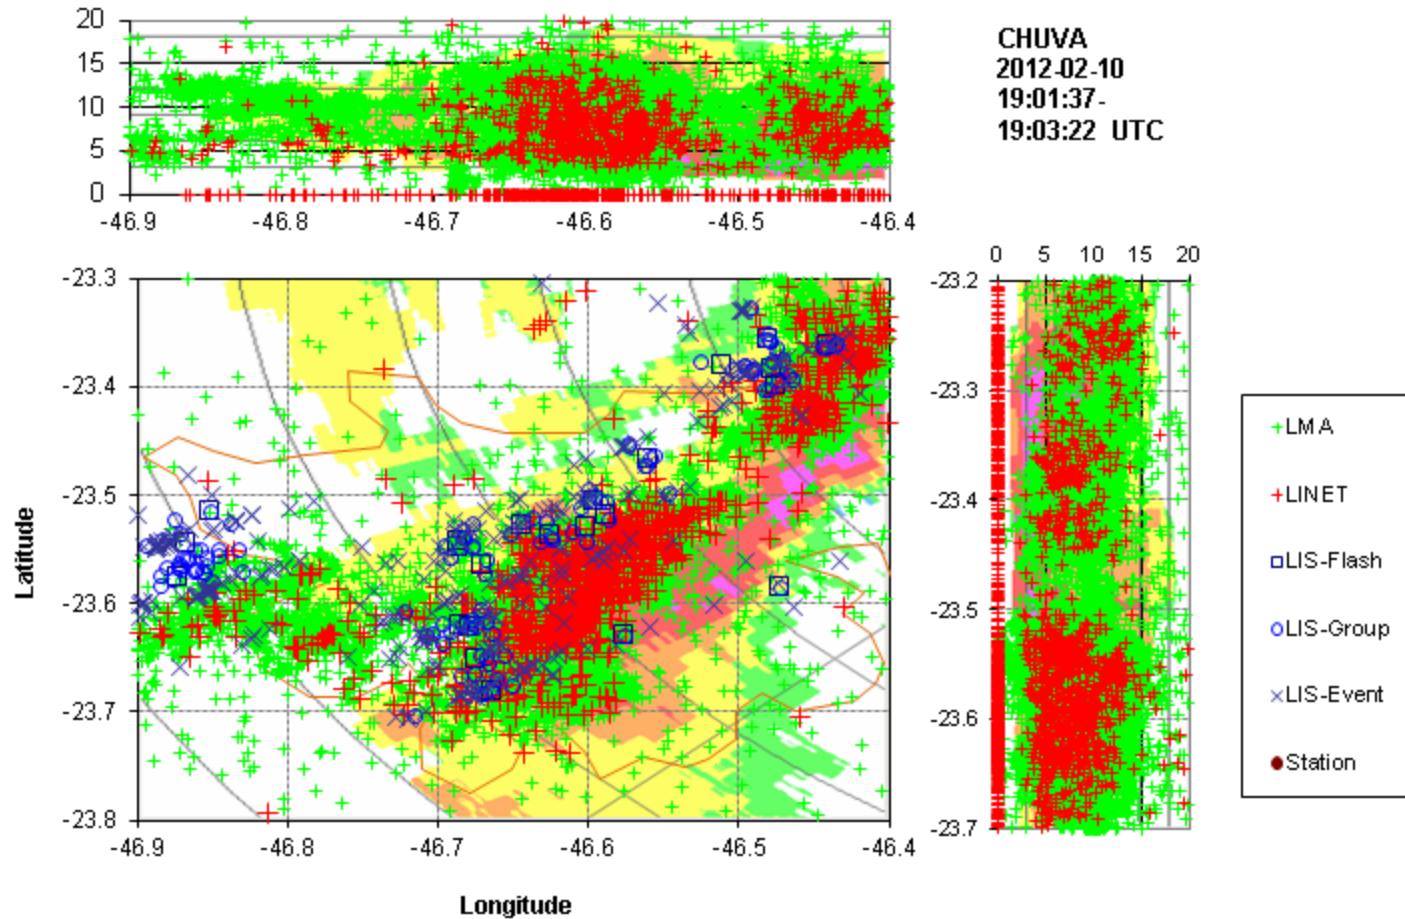 20
15
10
5
0
-46.9 -46.8 -46.7 -46.6 -46.5 -46.4
CHUVA
2012-02-10
19:01:37-
19:03:22 UTC
-23.3
-23.4
-23.5
-23.6
-23.7
-23.8
-46.9 -46.8 -46.7 -46.6 -46.5 -46.4
Latitude
Longitude
0 5 10 15 20
-23.2
-23.3
-23.4
-23.5
-23.6
-23.7
LMA
LINET
LIS-Flash
LIS-Group
LIS-Event
Station